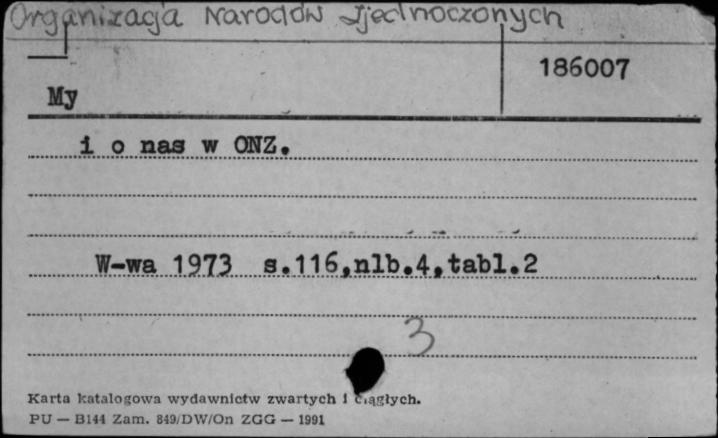 Organizacja Narodów Zjednoczonych
186007
My
i o nas w ONZ.
W-wa 1973 s.116,nlb.4,tabl.2
3
Karta katalogowa wydawnictw zwartych i ciągłych.
PU — B144 Zam. 849/DW/On ZGG — 1991